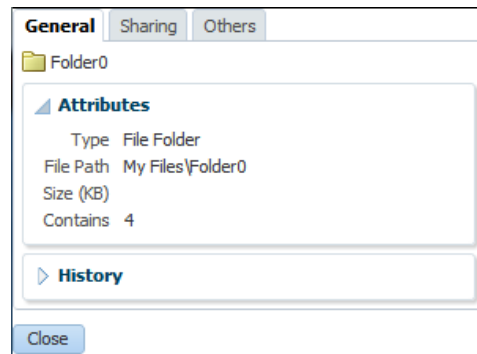 General Sharing Others
Folder0
Attributes
Type File Folder
File Path My Files\Folder0
Size (KB)
Contains 4
History
Close